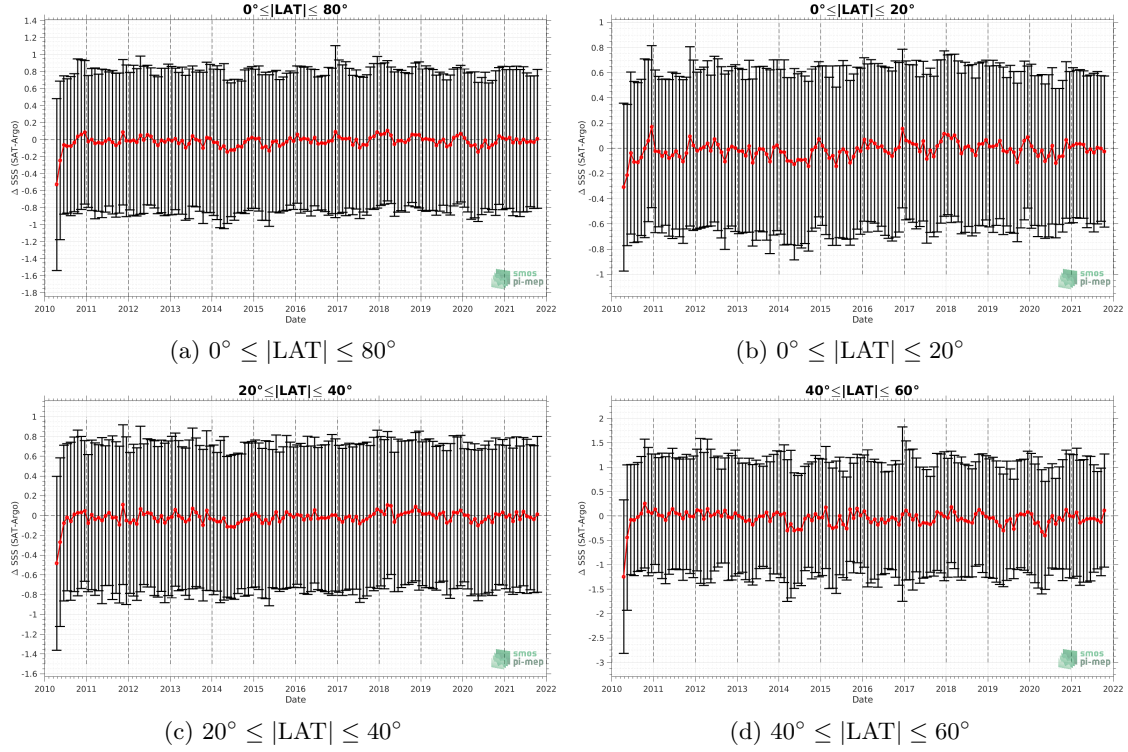 0°≤|LAT|≤ 80°
1.4
1.2
1
0.8
0.6
0.4
0.2
0
-0.2
-0.4
-0.6
-0.8
-1
-1.2
-1.4
-1.6
-1.8
Δ SSS (SAT-Argo)
2010 2011 2012 2013 2014 2015 2016 2017 2018 2019 2020 2021 2022
Date
smos
pi-mep
(a) 0° ≤ |LAT| ≤ 80°
0°≤|LAT|≤ 20°
1
0.8
0.6
0.4
0.2
0
-0.2
-0.4
-0.6
-0.8
-1
Δ SSS (SAT-Argo)
2010 2011 2012 2013 2014 2015 2016 2017 2018 2019 2020 2021 2022
Date
smos
pi-mep
(b) 0° ≤ |LAT| ≤ 20°
20°≤|LAT|≤ 40°
1
0.8
0.6
0.4
0.2
0
-0.2
-0.4
-0.6
-0.8
-1
-1.2
-1.4
-1.6
Δ SSS (SAT-Argo)
2010 2011 2012 2013 2014 2015 2016 2017 2018 2019 2020 2021 2022
Date
smos
pi-mep
(c) 20° ≤ |LAT| ≤ 40°
40°≤|LAT|≤ 60°
2
1.5
1
0.5
0
-0.5
-1
-1.5
-2
-2.5
-3
Δ SSS (SAT-Argo)
2010 2011 2012 2013 2014 2015 2016 2017 2018 2019 2020 2021 2022
Date
smos
pi-mep
(d) 40° ≤ |LAT| ≤ 60°